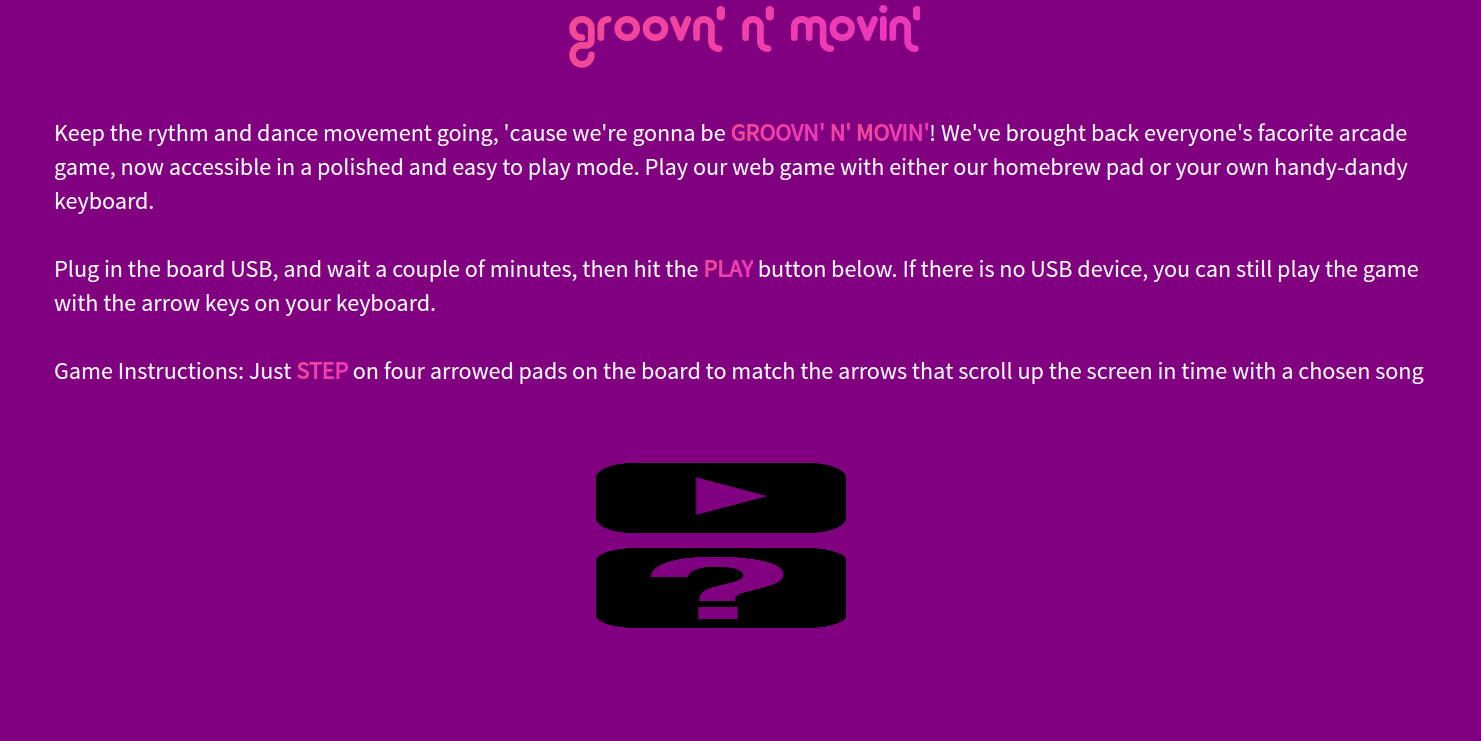 groovn' n' movin'
Keep the rythm and dance movement going, 'cause we're gonna be GROOVN' N' MOVIN'! We've brought back everyone's facorite arcade
game, now accessible in a polished and easy to play mode. Play our web game with either our homebrew pad or your own handy-dandy
keyboard.
Plug in the board USB, and wait a couple of minutes, then hit the PLAY button below. If there is no USB device, you can still play the game
with the arrow keys on your keyboard.
Game Instructions: Just STEP on four arrowed pads on the board to match the arrows that scroll up the screen in time with a chosen song
?